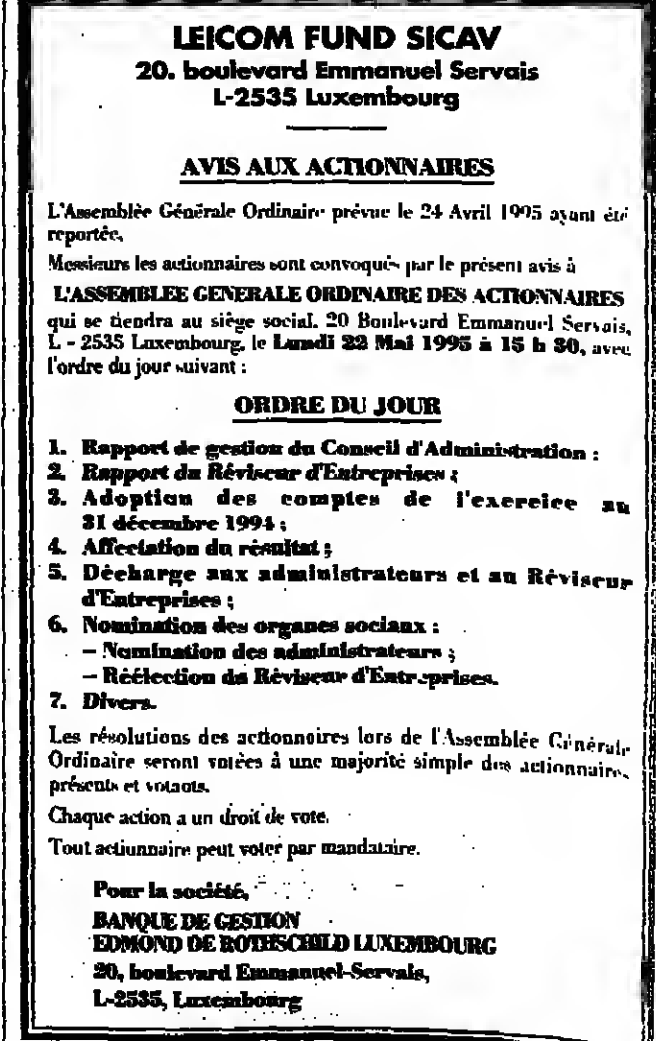 LEICOM FUND SICAV
20. boulevard Emmanuel Servais
L-2535 Luxembourg
AVIS AUX ACTIONNAIRES
L'Assemblée Générale Ordinaire prévue le 24 Avril 1995 ayant été
reportée,
Messieurs les actionnaires sont convoqués par le présent avis à
L'ASSEMBLEE GENERALE ORDINAIRE DES ACTIONNAIRES
qui se tiendra au siège social, 20 Boulevard Emmanuel Servais,
L - 2535 Luxembourg, le Lundi 22 Mai 1995 à 15 h 30, avec
l'ordre du jour suivant :
ORDRE DU JOUR
1. Rapport de gestion du Conseil d'Administration :
2. Rapport du Réviseur d'Entreprises ;
3. Adoption des comptes de l'exercice au
31 décembre 1994 ;
4. Affectation du résultat ;
5. Décharge aux administrateurs et au Réviseur
d'Entreprises ;
6. Nomination des organes sociaux :
– Nomination des administrateurs ;
– Réélection du Réviseur d'Entreprises.
7. Divers.
Les résolutions des actionnaires lors de l'Assemblée Générale
Ordinaire seront votées à une majorité simple des actionnaires
présents et votants.
Chaque action a un droit de vote.
Tout actionnaire peut voter par mandataire.
Pour la société,
BANQUE DE GESTION
EDMOND DE ROTHSCHILD LUXEMBOURG
20, boulevard Emmanuel-Servais,
L-2535, Luxembourg